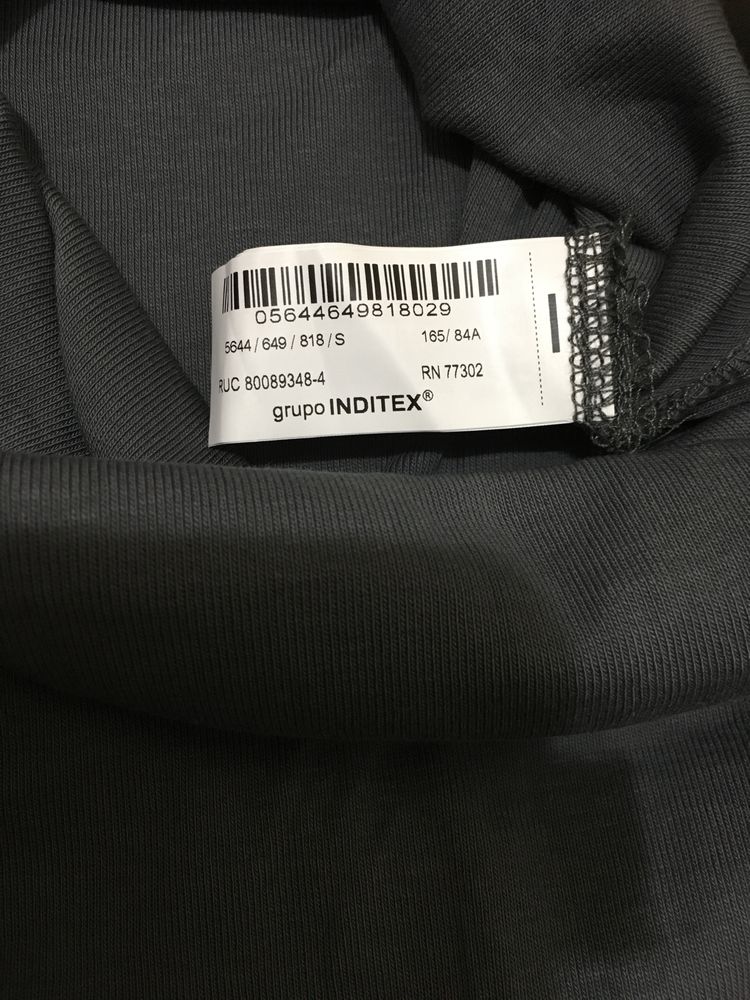 05644649818029
5644 / 649 / 818 / S 165/ 84A
RUC 80089348-4 RN 77302
grupo INDITEX®